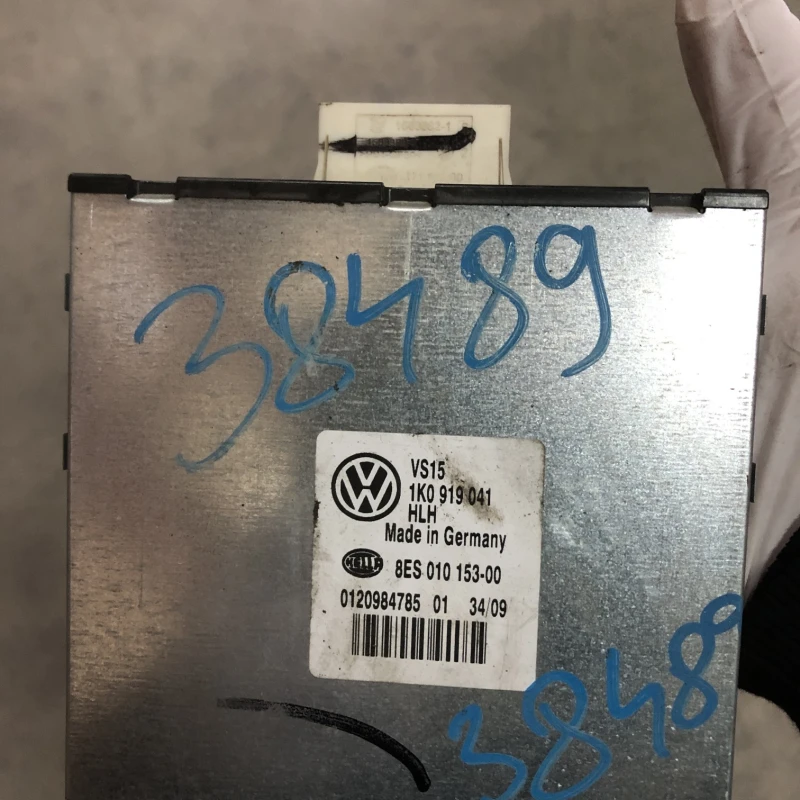 38489
VS15
1K0 919 041
HLH
Made in Germany
HELLA
8ES 010 153-00
0120984785 01 34/09
3848